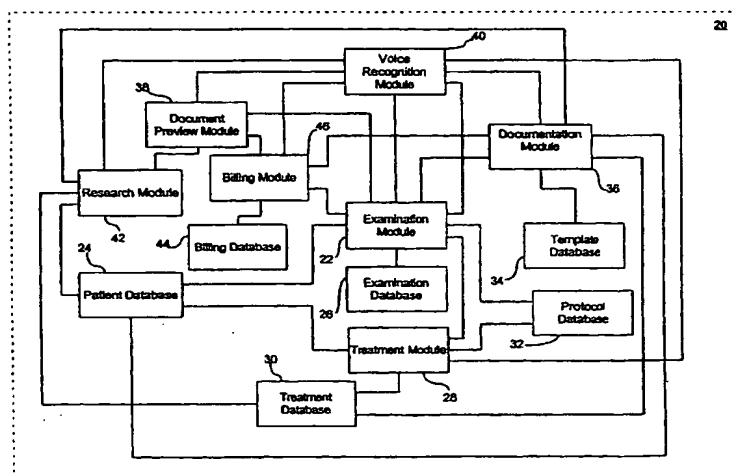 20
40
Voice
Recognition
Module
38
Document
Preview Module
46
Billing Module
Documentation
Module
36
Research Module
42
44
Billing Database
Examination
Module
22
Template
Database
34
24
Patient Database
26
Examination
Database
Protocol
Database
32
Treatment Module
28
30
Treatment
Database